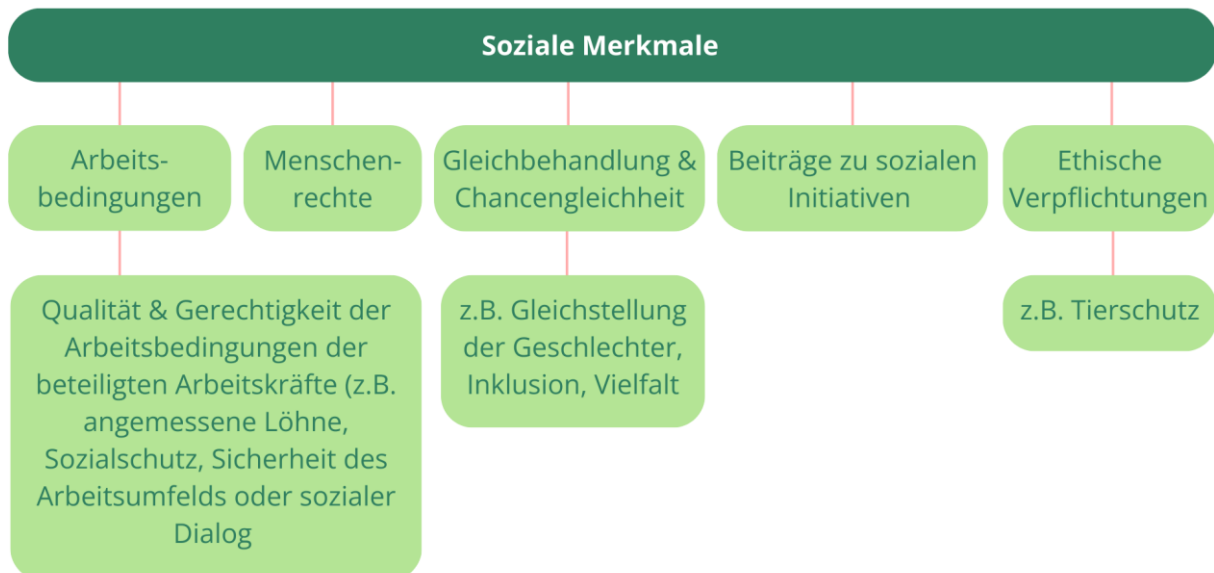 Soziale Merkmale
Arbeits-
bedingungen
Menschen-
rechte
Gleichbehandlung &
Chancengleichheit
Beiträge zu sozialen
Initiativen
Ethische
Verpflichtungen
Qualität & Gerechtigkeit der
Arbeitsbedingungen der
beteiligten Arbeitskräfte (z.B.
angemessene Löhne,
Sozialschutz, Sicherheit des
Arbeitsumfelds oder sozialer
Dialog
z.B. Gleichstellung
der Geschlechter,
Inklusion, Vielfalt
z.B. Tierschutz